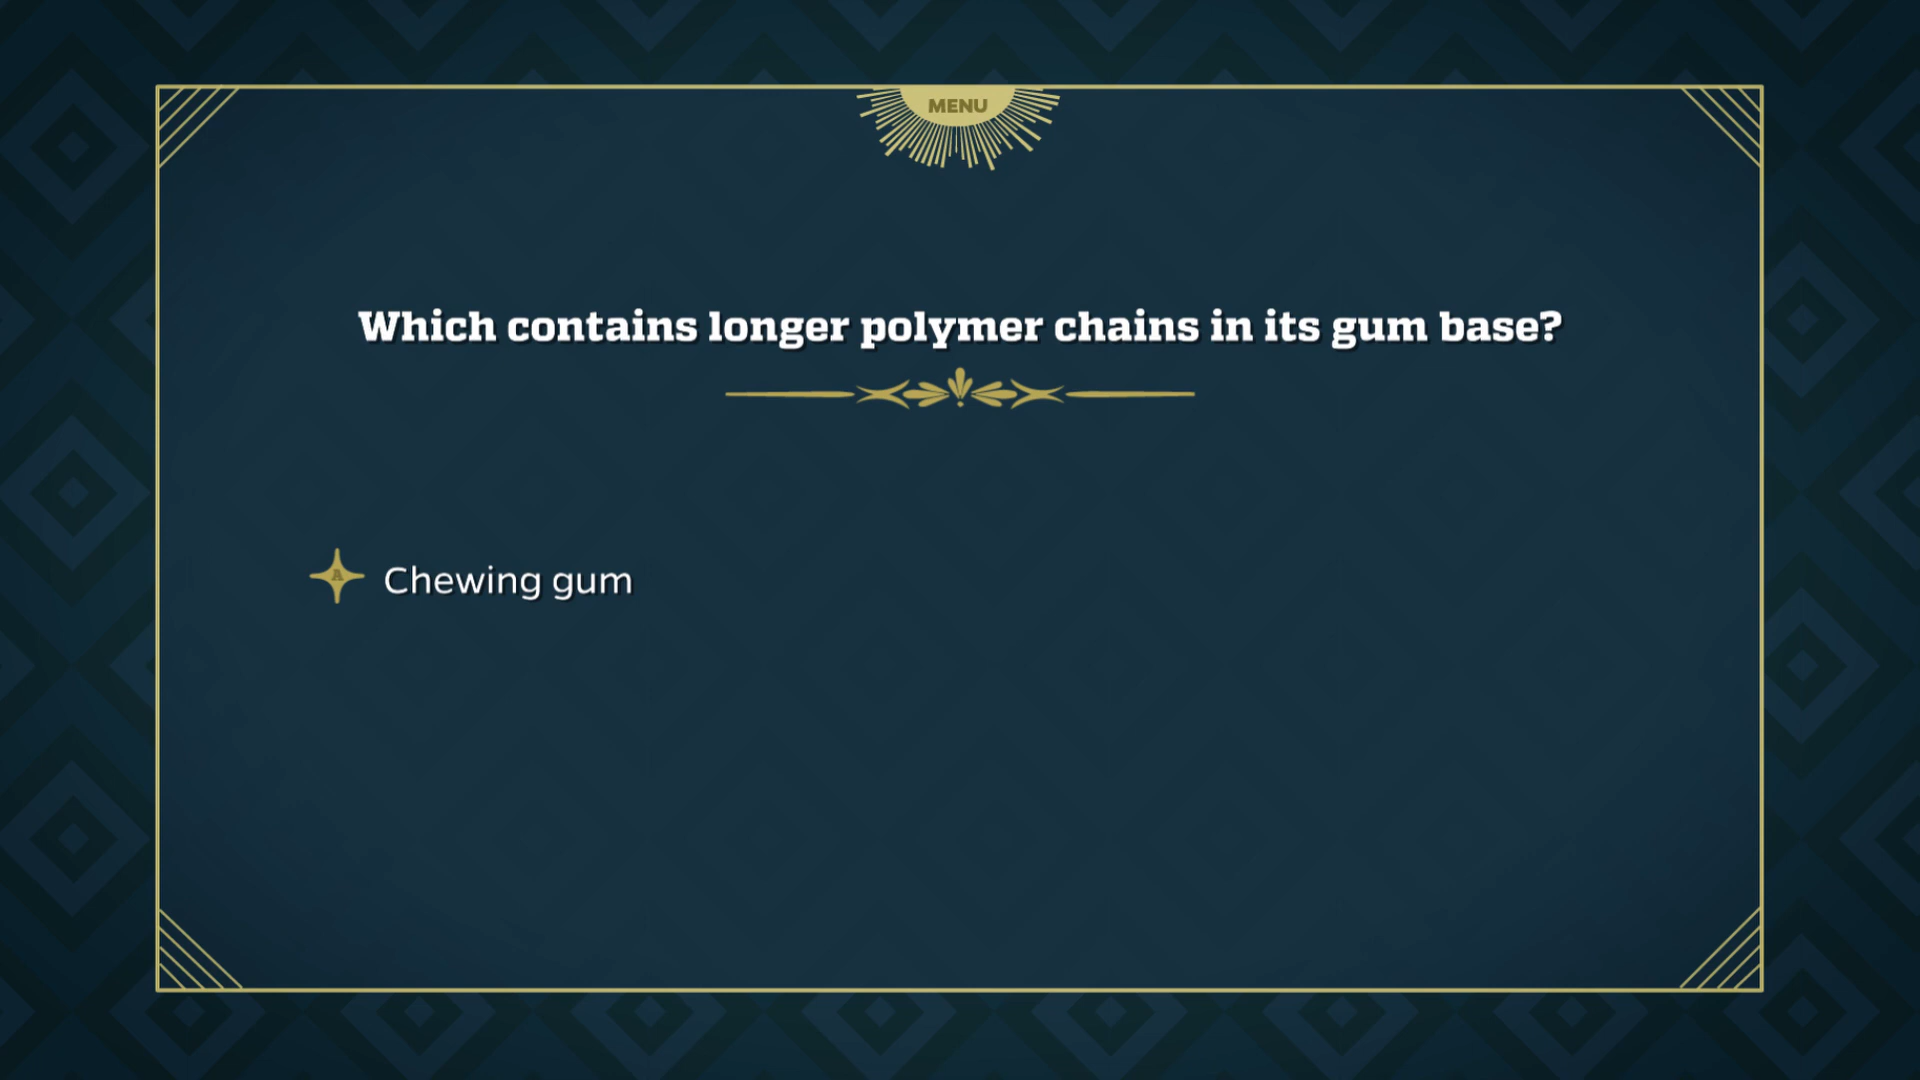 MENU
Which contains longer polymer chains in its gum base?
A Chewing gum